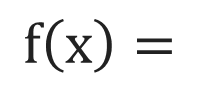 f(x) =